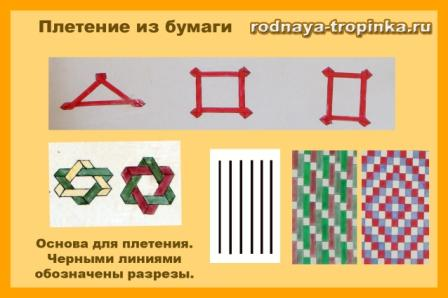 Плетение из бумаги
rodnaya-tropinka.ru
Основа для плетения.
Черными линиями
обозначены разрезы.